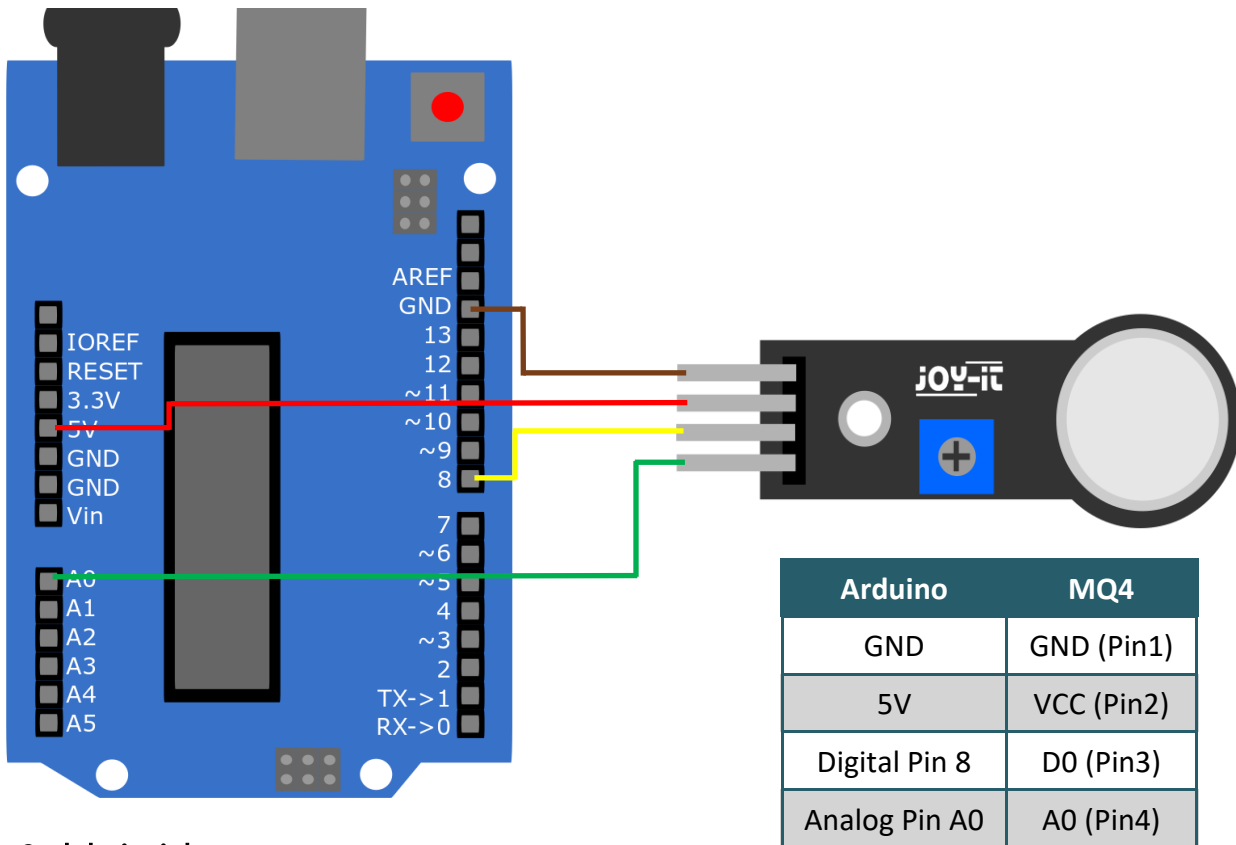 AREF
GND
13
12
~11
~10
~9
8
7
~6
~5
4
~3
2
TX->1
RX->0
IOREF
RESET
3.3V
5V
GND
GND
Vin
A0
A1
A2
A3
A4
A5
JOY-iT
Arduino MQ4
GND GND (Pin1)
5V VCC (Pin2)
Digital Pin 8 D0 (Pin3)
Analog Pin A0 A0 (Pin4)